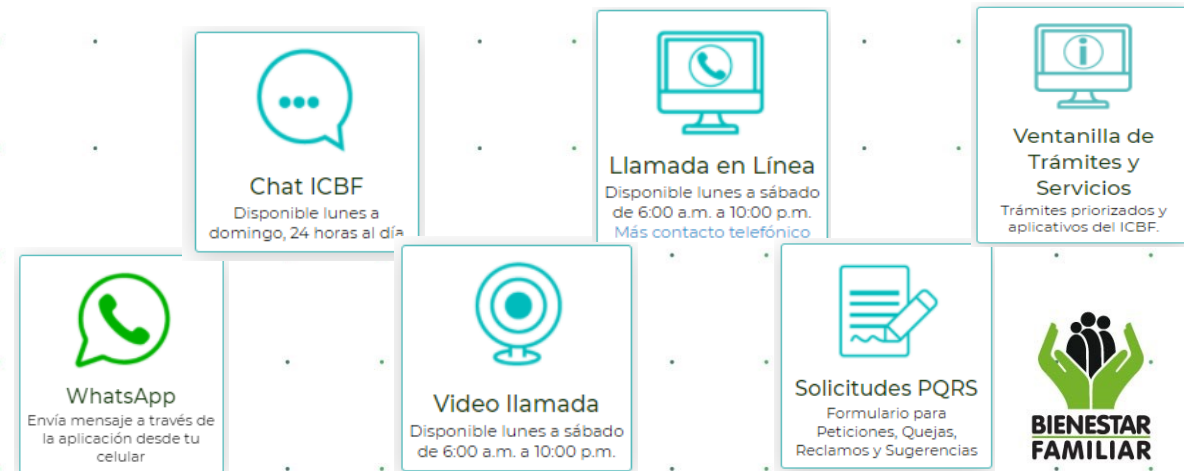 Chat ICBF
Disponible lunes a
domingo, 24 horas al día
Llamada en Línea
Disponible lunes a sábado
de 6:00 a.m. a 10:00 p.m.
Más contacto telefónico
Ventanilla de
Trámites y
Servicios
Trámites priorizados y
aplicativos del ICBF.
WhatsApp
Envía mensaje a través de
la aplicación desde tu
celular
Video llamada
Disponible lunes a sábado
de 6:00 a.m. a 10:00 p.m.
Solicitudes PQRS
Formulario para
Peticiones, Quejas,
Reclamos y Sugerencias
BIENESTAR
FAMILIAR